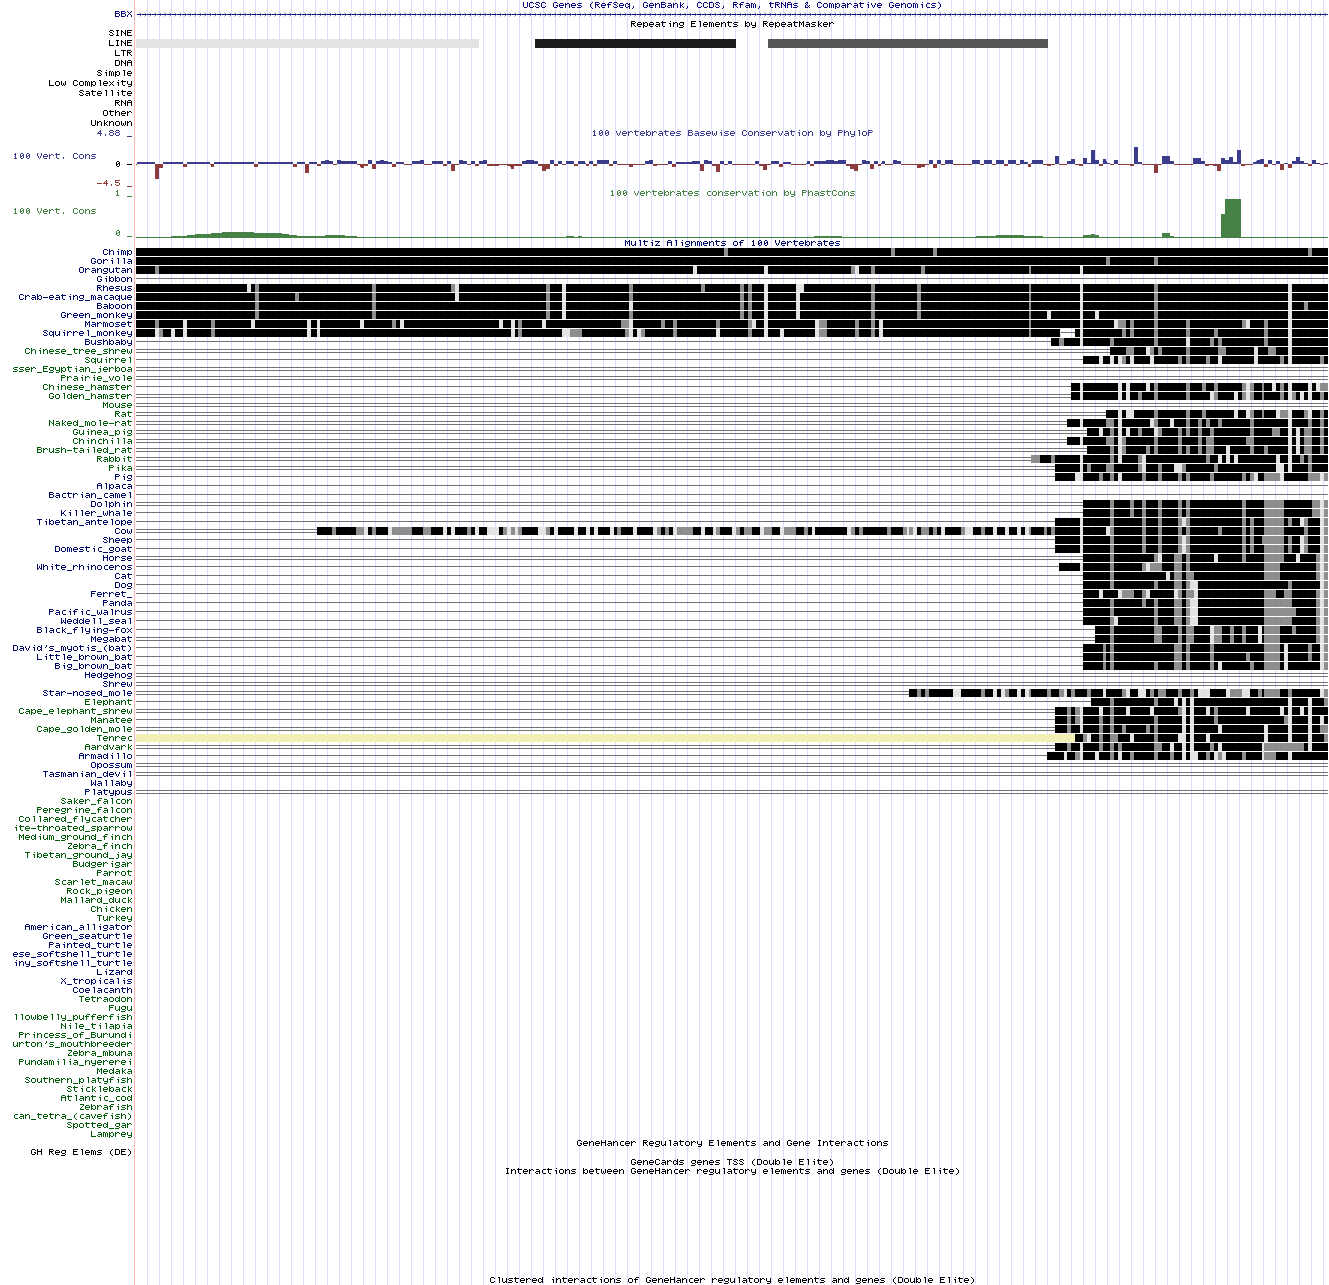 UCSC Genes (RefSeq, GenBank, CCDS, Rfam, tRNAs & Comparative Genomics)
BBX
Repeating Elements by RepeatMasker
SINE
LINE
LTR
DNA
Simple
Low Complexity
Satellite
RNA
Other
Unknown
4.88 _
100 vertebrates Basewise Conservation by PhyloP
100 Vert. Cons
0 _
-4.5 _
1 _
100 vertebrates conservation by PhastCons
100 Vert. Cons
0 _
Multiz Alignments of 100 Vertebrates
Chimp
Gorilla
Orangutan
Gibbon
Rhesus
Crab-eating_macaque
Baboon
Green_monkey
Marmoset
Squirrel_monkey
Bushbaby
Chinese_tree_shrew
Squirrel
sser_Egyptian_jerboa
Prairie_vole
Chinese_hamster
Golden_hamster
Mouse
Rat
Naked_mole-rat
Guinea_pig
Chinchilla
Brush-tailed_rat
Rabbit
Pika
Pig
Alpaca
Bactrian_camel
Dolphin
Killer_whale
Tibetan_antelope
Cow
Sheep
Domestic_goat
Horse
White_rhinoceros
Cat
Dog
Ferret_
Panda
Pacific_walrus
Weddell_seal
Black_flying-fox
Megabat
David's_myotis_(bat)
Little_brown_bat
Big_brown_bat
Hedgehog
Shrew
Star-nosed_mole
Elephant
Cape_elephant_shrew
Manatee
Cape_golden_mole
Tenrec
Aardvark
Armadillo
Opossum
Tasmanian_devil
Wallaby
Platypus
Saker_falcon
Peregrine_falcon
Collared_flycatcher
ite-throated_sparrow
Medium_ground_finch
Zebra_finch
Tibetan_ground_jay
Budgerigar
Parrot
Scarlet_macaw
Rock_pigeon
Mallard_duck
Chicken
Turkey
American_alligator
Green_seaturtle
Painted_turtle
ese_softshell_turtle
iny_softshell_turtle
Lizard
X_tropicalis
Coelacanth
Tetraodon
Fugu
llowbelly_pufferfish
Nile_tilapia
Princess_of_Burundi
urton's_mouthbreeder
Zebra_mbuna
Pundamilia_nyererei
Medaka
Southern_platyfish
Stickleback
Atlantic_cod
Zebrafish
can_tetra_(cavefish)
Spotted_gar
Lamprey
GeneHancer Regulatory Elements and Gene Interactions
GH Reg Elems (DE)
GeneCards genes TSS (Double Elite)
Interactions between GeneHancer regulatory elements and genes (Double Elite)
Clustered interactions of GeneHancer regulatory elements and genes (Double Elite)